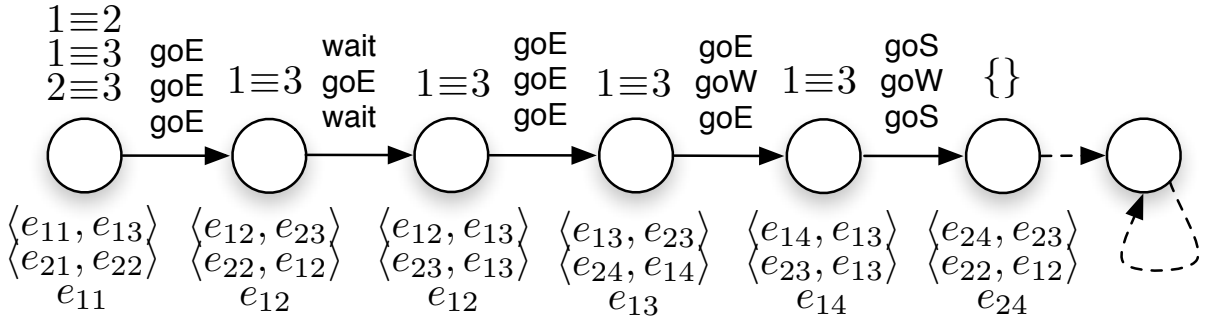 1≡2
1≡3
2≡3
goE
goE
goE
1≡3
wait
goE
wait
1≡3
goE
goE
goE
1≡3
goE
goW
goE
1≡3
goS
goW
goS
{}
⟨e₁₁, e₁₃⟩
⟨e₂₁, e₂₂⟩
e₁₁
⟨e₁₂, e₂₃⟩
⟨e₂₂, e₁₂⟩
e₁₂
⟨e₁₂, e₁₃⟩
⟨e₂₃, e₁₃⟩
e₁₂
⟨e₁₃, e₂₃⟩
⟨e₂₄, e₁₄⟩
e₁₃
⟨e₁₄, e₁₃⟩
⟨e₂₃, e₁₃⟩
e₁₄
⟨e₂₄, e₂₃⟩
⟨e₂₂, e₁₂⟩
e₂₄